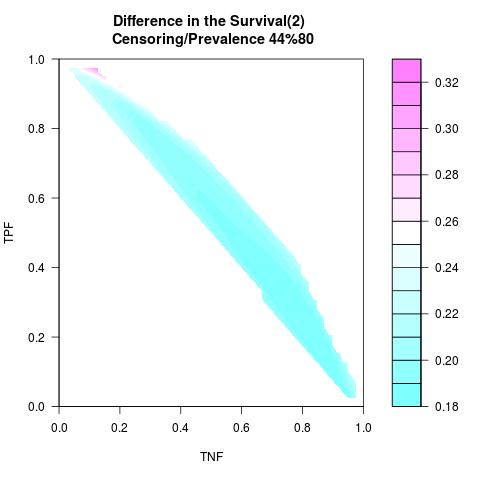 Difference in the Survival(2)
Censoring/Prevalence 44%80
1.0
0.8
0.6
0.4
0.2
0.0
TPF
0.0 0.2 0.4 0.6 0.8 1.0
TNF
0.32
0.30
0.28
0.26
0.24
0.22
0.20
0.18